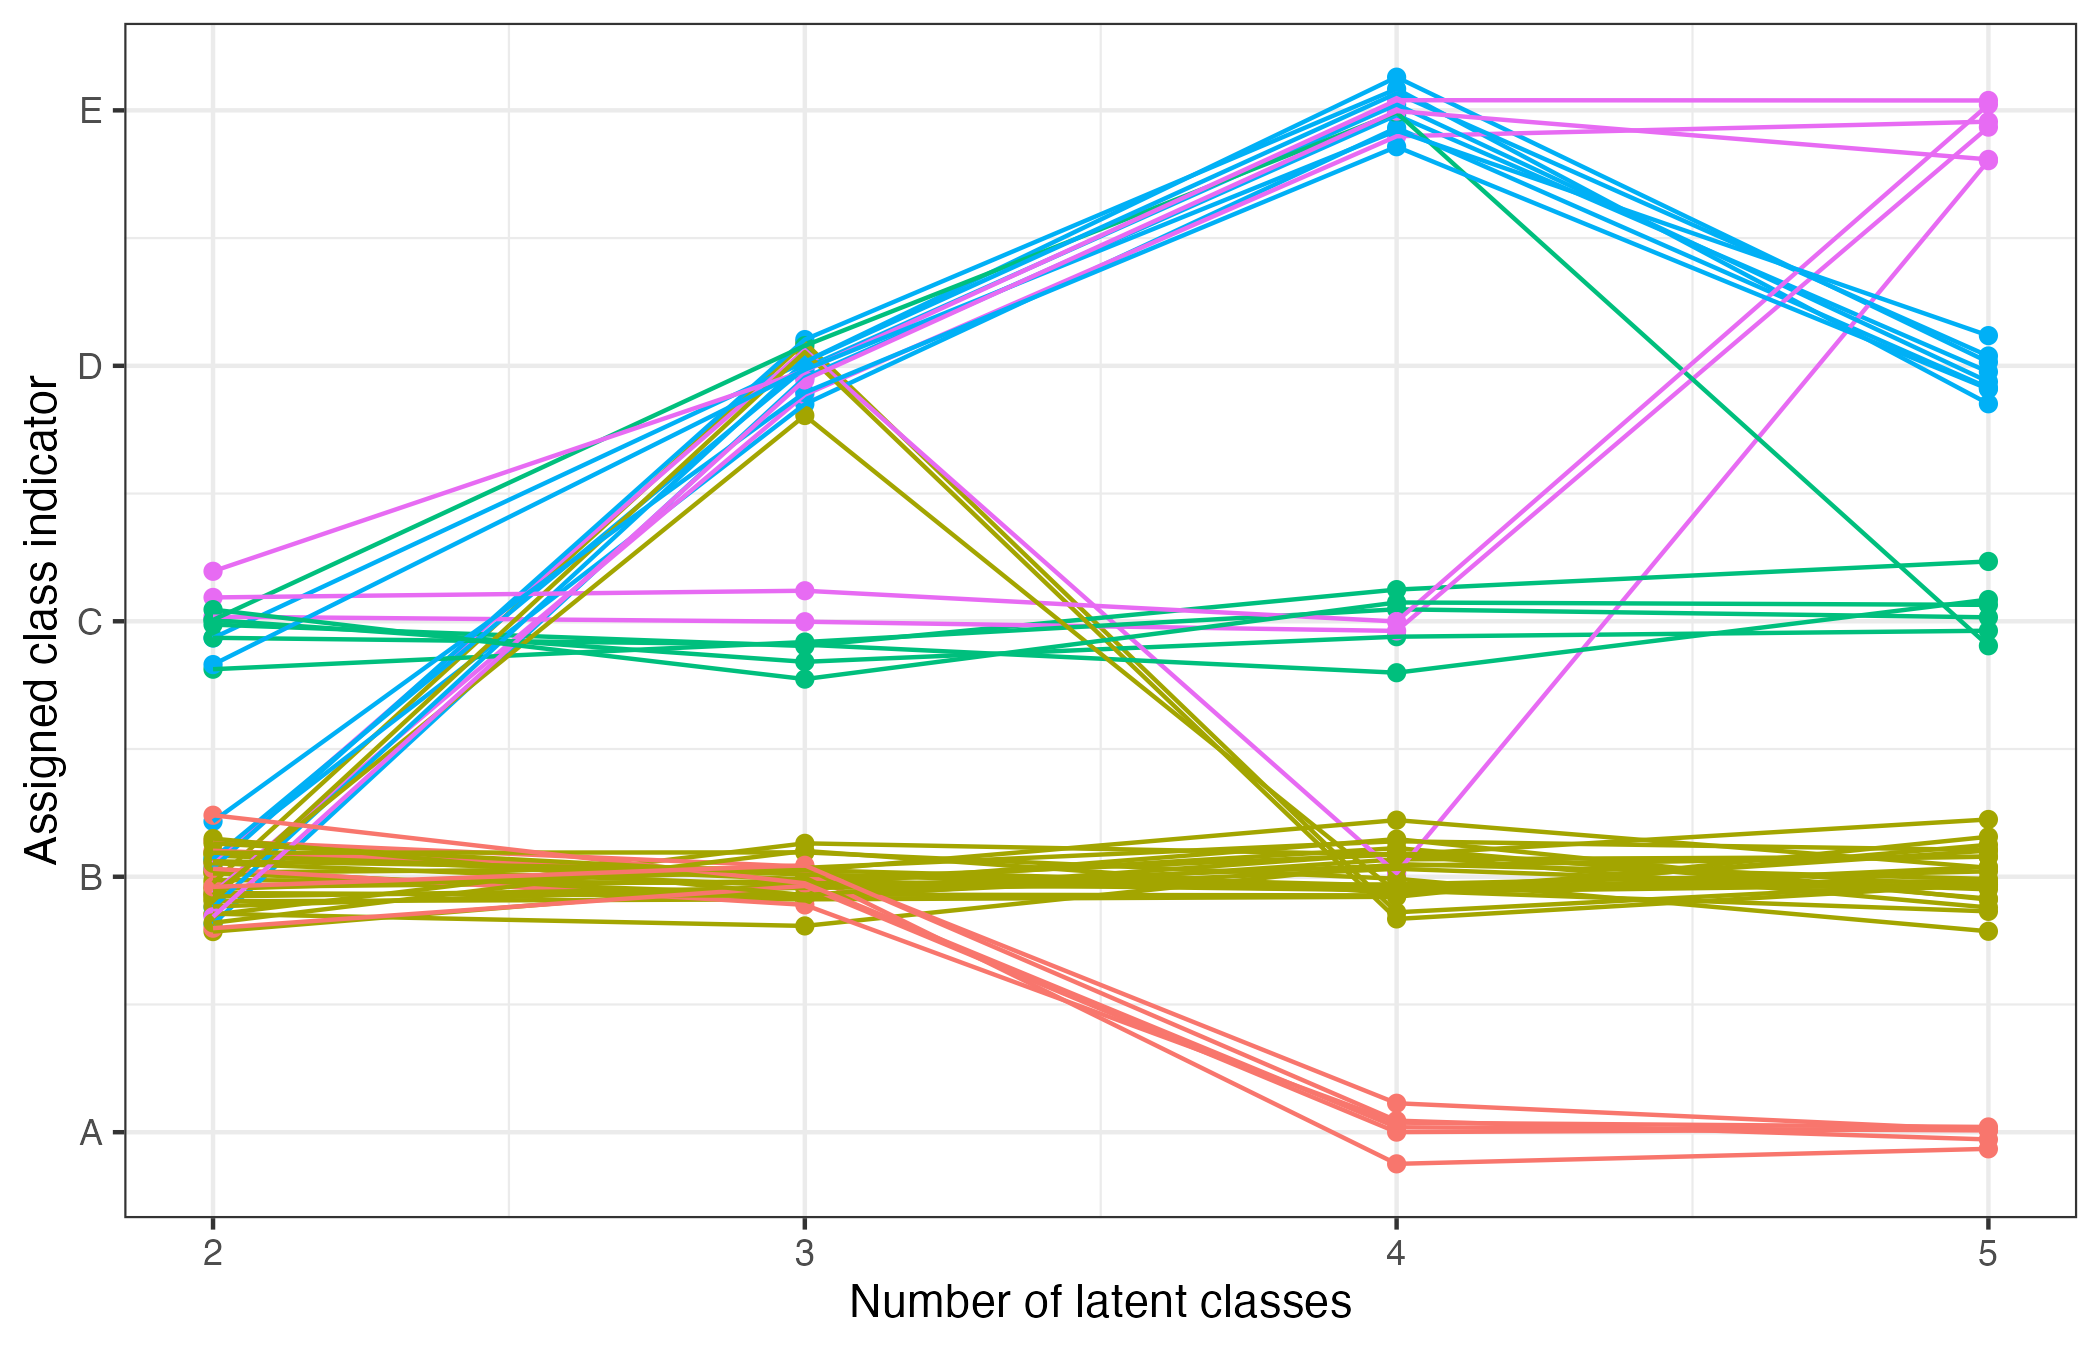 Assigned class indicator
E
D
C
B
A
2 3 4 5
Number of latent classes